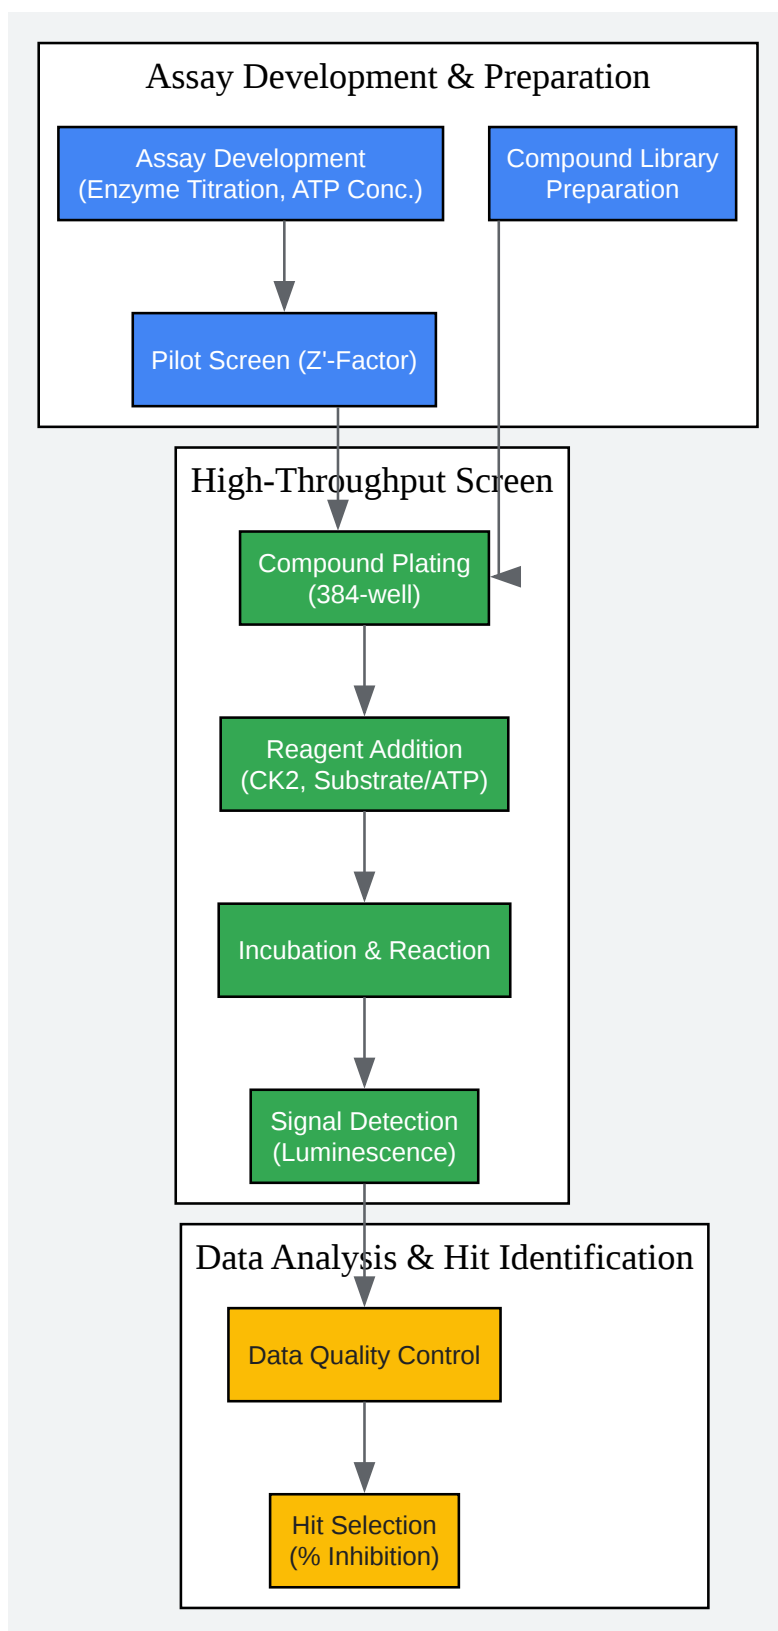 Assay Development & Preparation
Assay Development
(Enzyme Titration, ATP Conc.)
Compound Library
Preparation
Pilot Screen (Z'-Factor)
High-Throughput Screen
Compound Plating
(384-well)
Reagent Addition
(CK2, Substrate/ATP)
Incubation & Reaction
Signal Detection
(Luminescence)
Data Analysis & Hit Identification
Data Quality Control
Hit Selection
(% Inhibition)